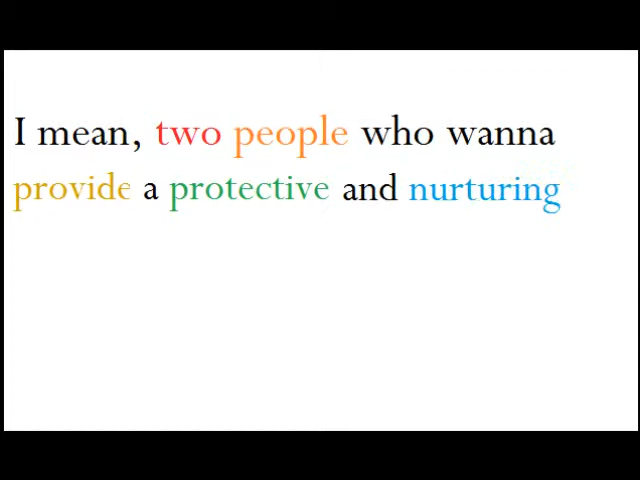 I mean, two people who wanna
provide a protective and nurturing